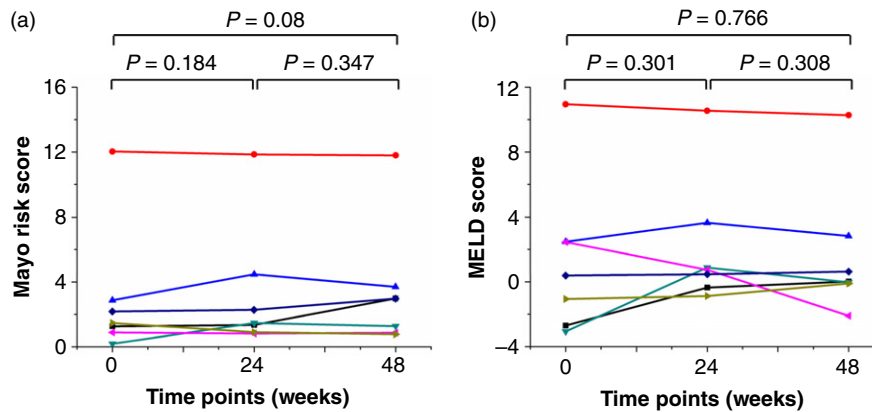 (a)
P = 0.08
P = 0.184
P = 0.347
16
12
8
4
0
Mayo risk score
0
24
48
Time points (weeks)
(b)
P = 0.766
P = 0.301
P = 0.308
12
8
4
0
–4
MELD score
0
24
48
Time points (weeks)